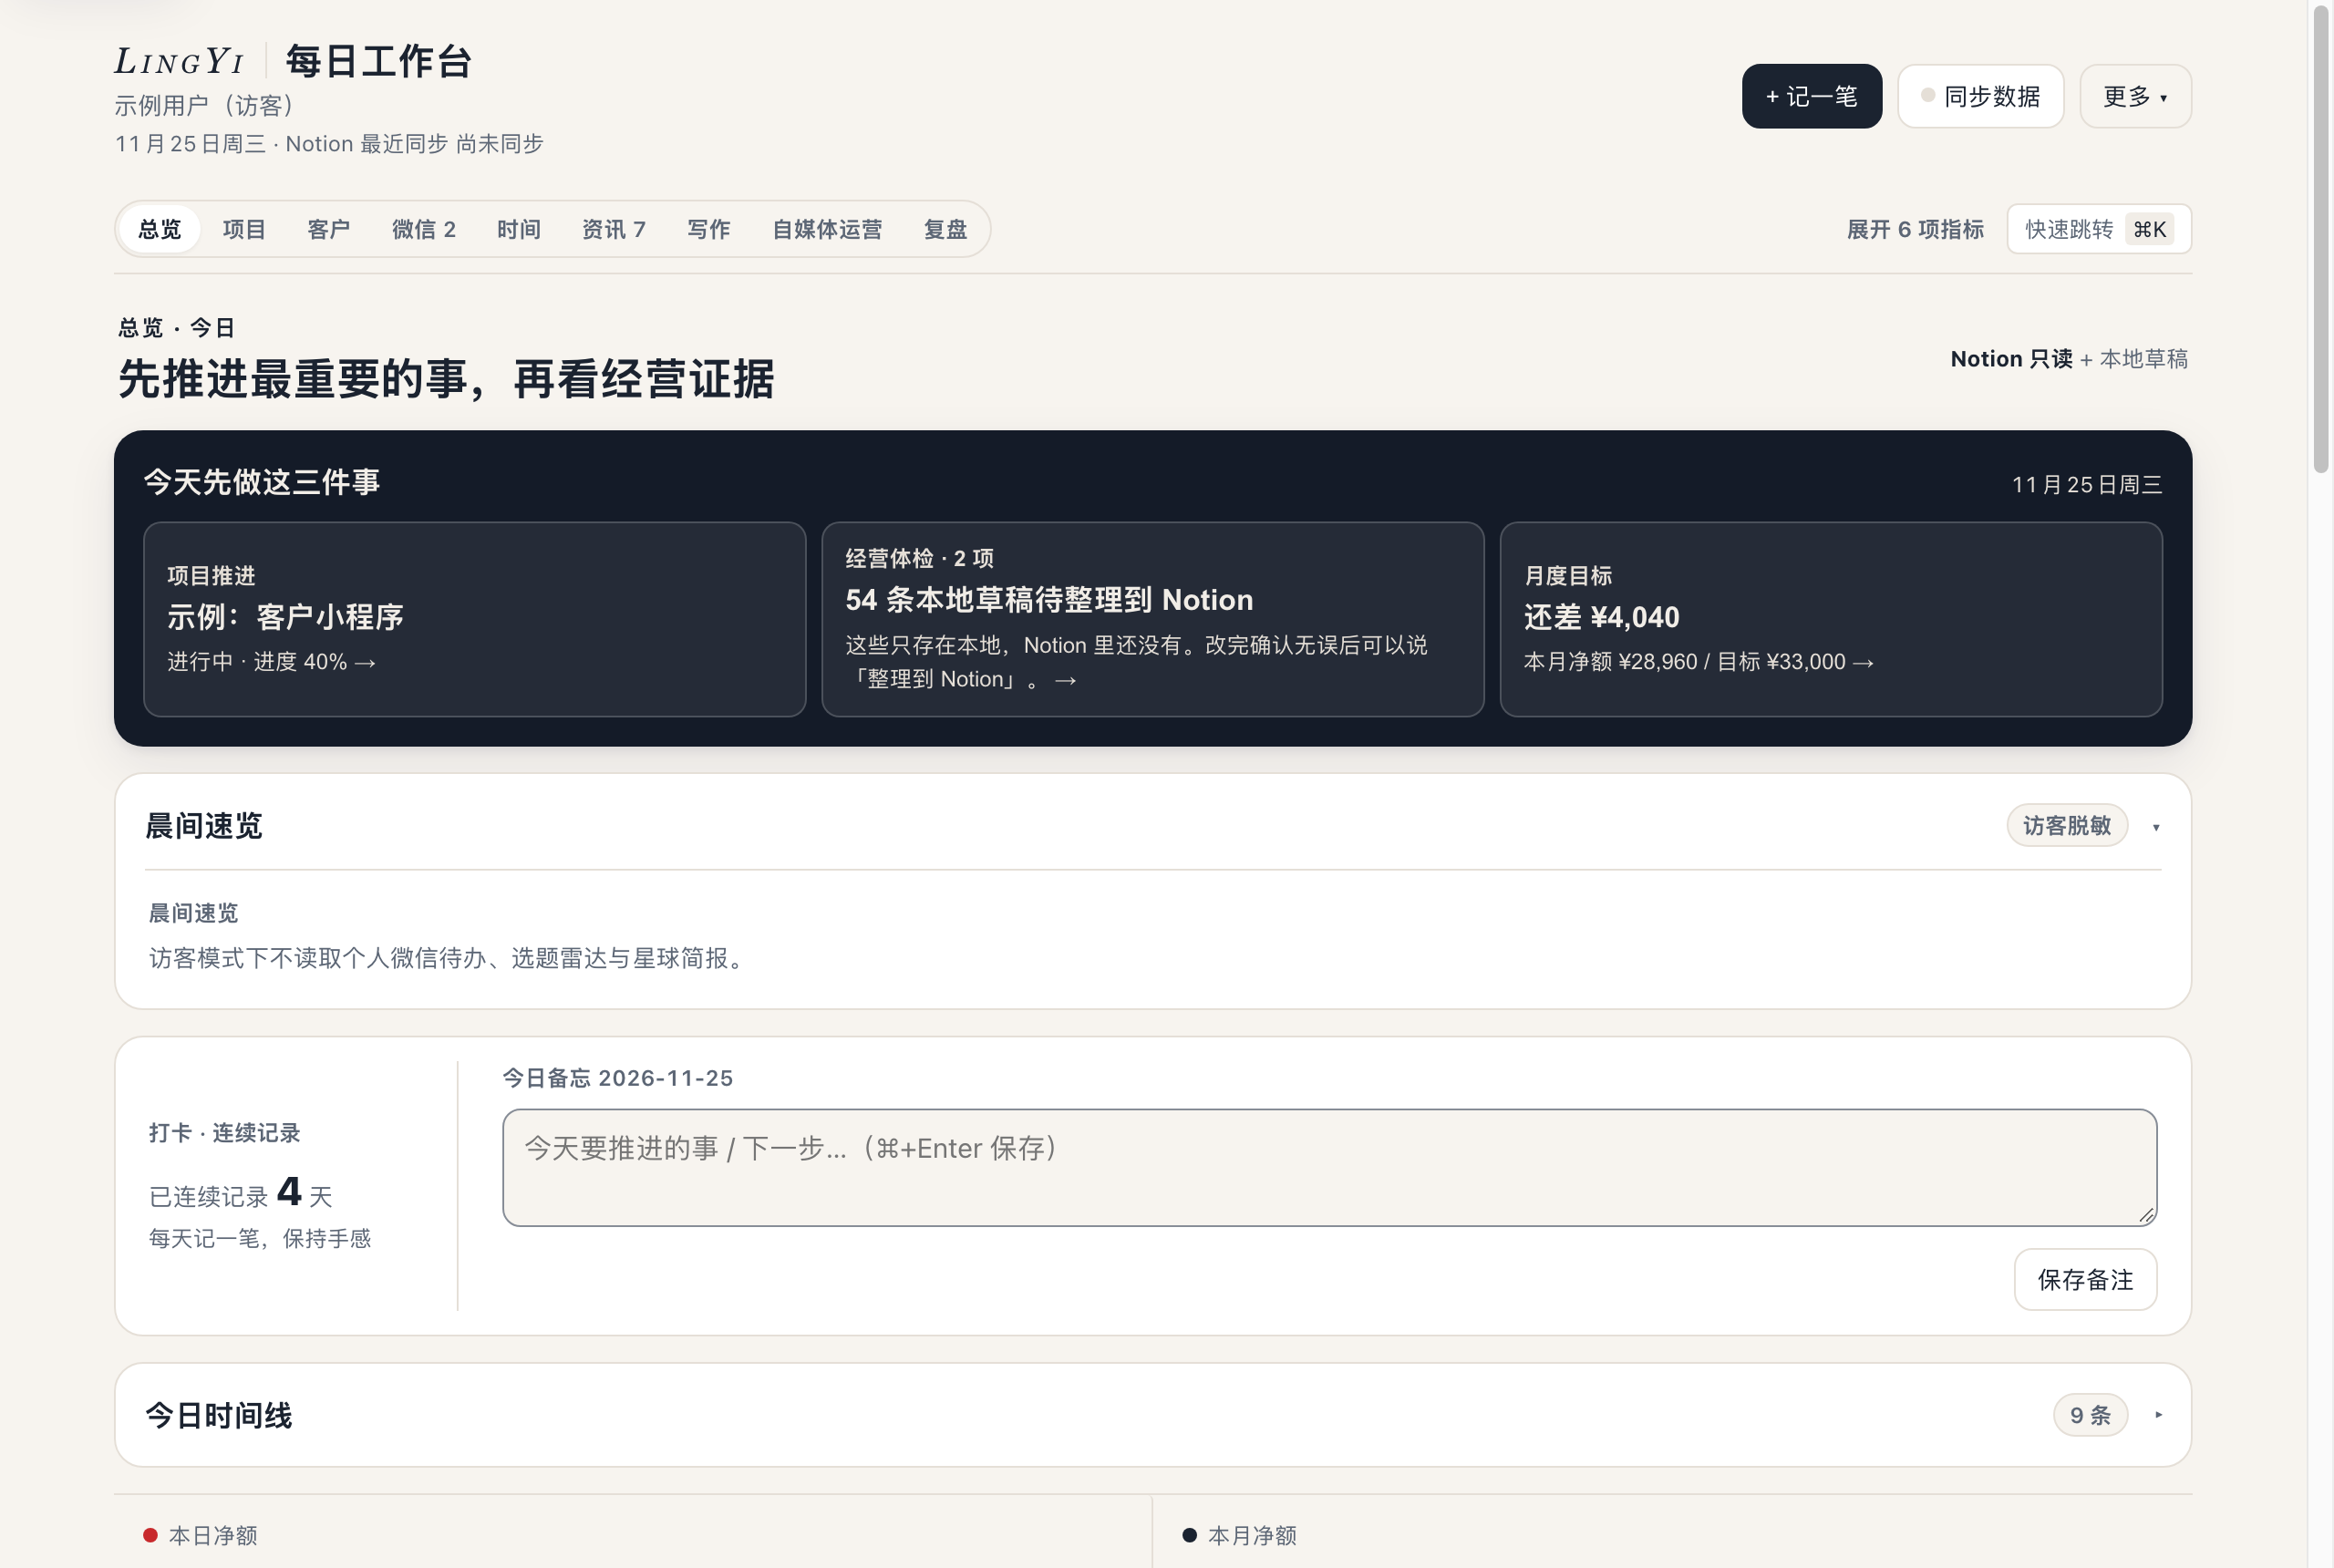 LINGYI
每日工作台
示例用户（访客）
11月25日周三 · Notion 最近同步 尚未同步
+ 记一笔
同步数据
更多 ▾
总览
项目
客户
微信 2
时间
资讯 7
写作
自媒体运营
复盘
展开 6 项指标
快速跳转 ⌘K
总览 · 今日
先推进最重要的事，再看经营证据
Notion 只读 + 本地草稿
今天先做这三件事
11月25日周三
项目推进
示例：客户小程序
进行中 · 进度 40% →
经营体检 · 2 项
54 条本地草稿待整理到 Notion
这些只存在本地，Notion 里还没有。改完确认无误后可以说
「整理到 Notion」。 →
月度目标
还差 ¥4,040
本月净额 ¥28,960 / 目标 ¥33,000 →
晨间速览
访客脱敏 ▾
晨间速览
访客模式下不读取个人微信待办、选题雷达与星球简报。
打卡 · 连续记录
已连续记录 4 天
每天记一笔，保持手感
今日备忘 2026-11-25
今天要推进的事 / 下一步…（⌘+Enter 保存）
保存备注
今日时间线
9 条 ▸
本日净额
本月净额